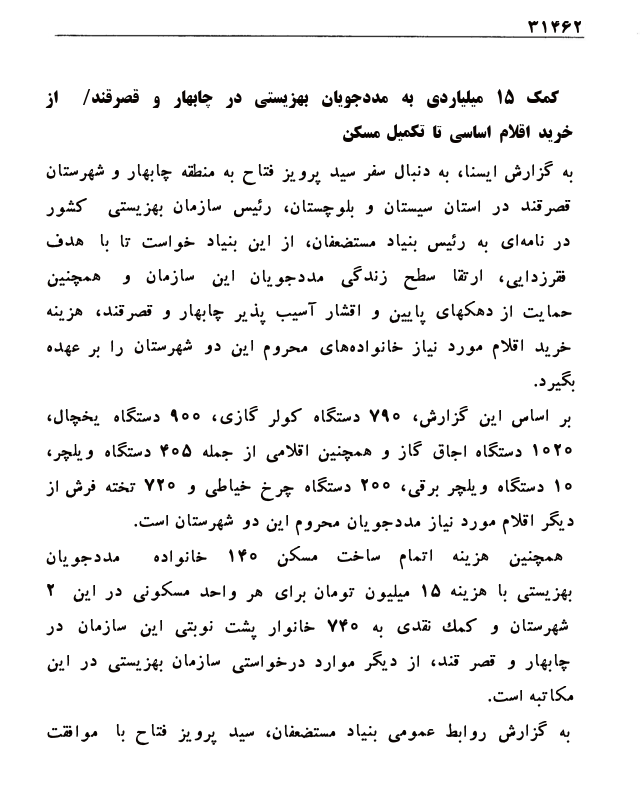 ۳۱۴۶۲
کمک ۱۵ میلیاردی به مددجویان بهزیستی در چابهار و قصرقند/ از
خرید اقلام اساسی تا تکمیل مسکن
به گزارش ایسنا، به دنبال سفر سید پرویز فتاح به منطقه چابهار و شهرستان
قصرقند در استان سیستان و بلوچستان، رئیس سازمان بهزیستی کشور
در نامه‌ای به رئیس بنیاد مستضعفان، از این بنیاد خواست تا با هدف
فقرزدایی، ارتقا سطح زندگی مددجویان این سازمان و همچنین
حمایت از دهکهای پایین و اقشار آسیب پذیر چابهار و قصرقند، هزینه
خرید اقلام مورد نیاز خانواده‌های محروم این دو شهرستان را بر عهده
بگیرد.
بر اساس این گزارش، ۷۹۰ دستگاه کولر گازی، ۹۰۰ دستگاه یخچال،
۱۰۲۰ دستگاه اجاق گاز و همچنین اقلامی از جمله ۴۰۵ دستگاه ویلچر،
۱۰ دستگاه ویلچر برقی، ۲۰۰ دستگاه چرخ خیاطی و ۷۲۰ تخته فرش از
دیگر اقلام مورد نیاز مددجویان محروم این دو شهرستان است.
همچنین هزینه اتمام ساخت مسکن ۱۴۰ خانواده مددجویان
بهزیستی با هزینه ۱۵ میلیون تومان برای هر واحد مسکونی در این ۲
شهرستان و کمك نقدی به ۷۴۰ خانوار پشت نوبتی این سازمان در
چابهار و قصر قند، از دیگر موارد درخواستی سازمان بهزیستی در این
مکاتبه است.
به گزارش روابط عمومی بنیاد مستضعفان، سید پرویز فتاح با موافقت